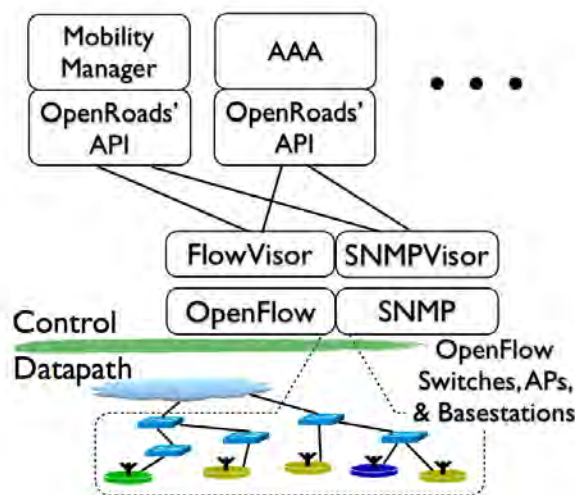 Mobility
Manager
AAA
OpenRoads'
API
OpenRoads'
API
FlowVisor
SNMPVisor
OpenFlow
SNMP
Control
Datapath
OpenFlow
Switches, APs,
& Basestations